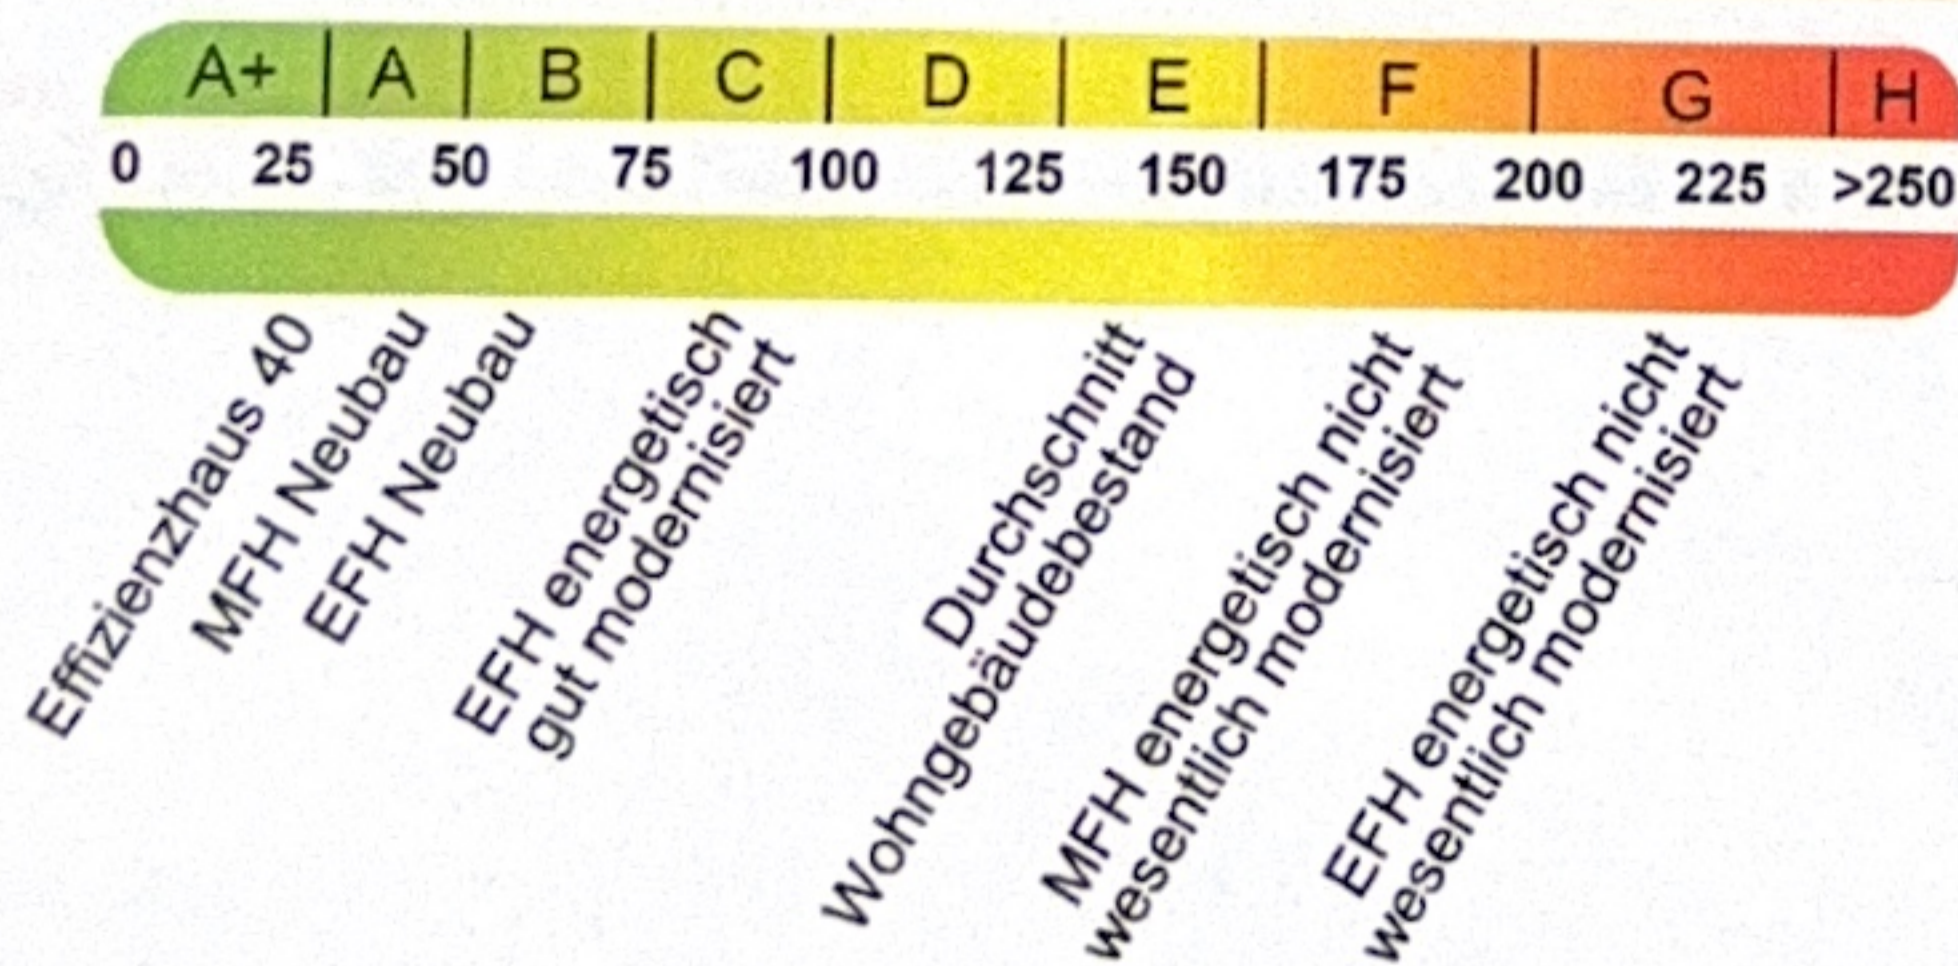 A+ A B C D E F G H
0 25 50 75 100 125 150 175 200 225 >250
Effizienzhaus 40
MFH Neubau
EFH Neubau
EFH energetisch
gut modernisiert
Durchschnitt
Wohngebäudebestand
MFH energetisch nicht
wesentlich modernisiert
EFH energetisch nicht
wesentlich modernisiert